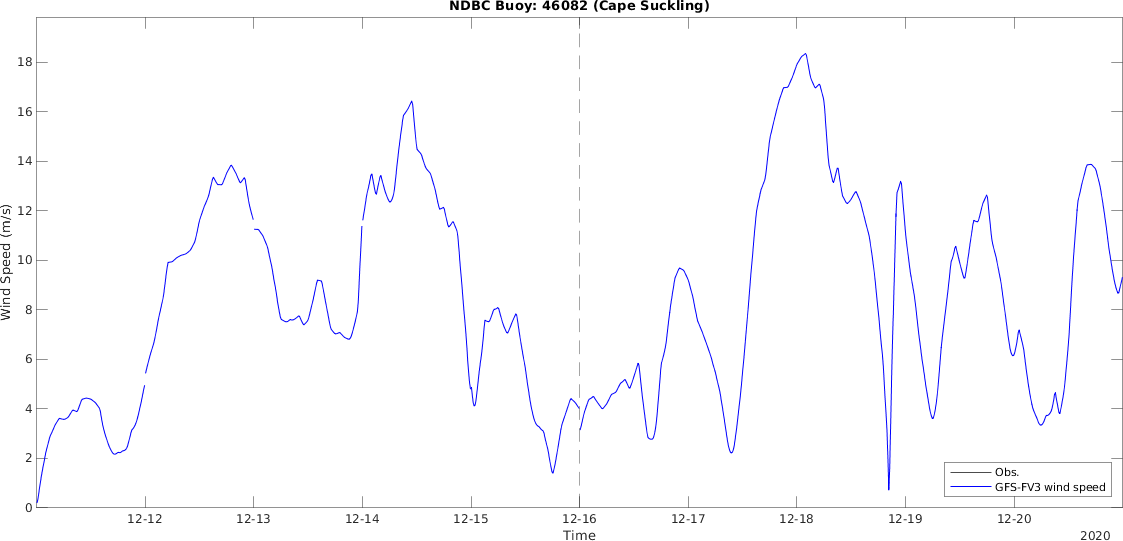 NDBC Buoy: 46082 (Cape Suckling)
18
16
14
12
10
8
6
4
2
0
Wind Speed (m/s)
12-12 12-13 12-14 12-15 12-16 12-17 12-18 12-19 12-20
Time
2020
Obs.
GFS-FV3 wind speed